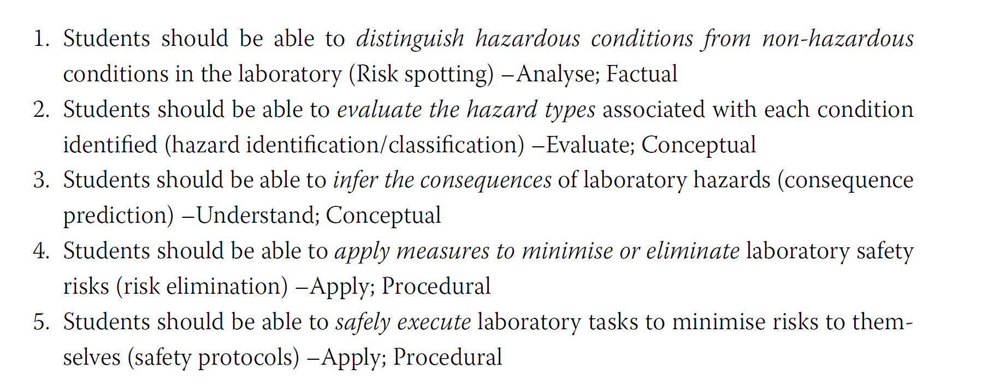 1. Students should be able to distinguish hazardous conditions from non-hazardous
conditions in the laboratory (Risk spotting) –Analyse; Factual
2. Students should be able to evaluate the hazard types associated with each condition
identified (hazard identification/classification) –Evaluate; Conceptual
3. Students should be able to infer the consequences of laboratory hazards (consequence
prediction) –Understand; Conceptual
4. Students should be able to apply measures to minimise or eliminate laboratory safety
risks (risk elimination) –Apply; Procedural
5. Students should be able to safely execute laboratory tasks to minimise risks to them-
selves (safety protocols) –Apply; Procedural